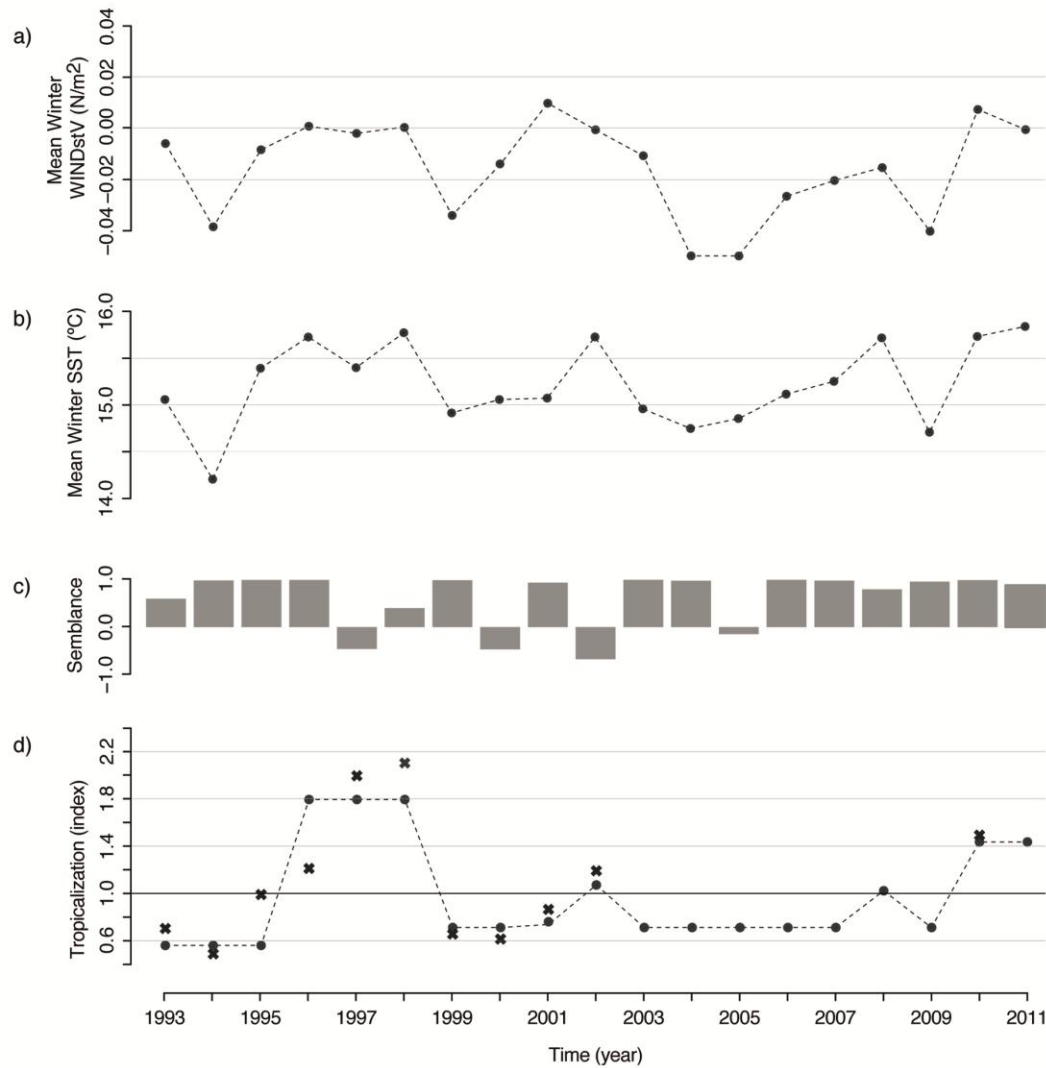 a)
Mean Winter
WINDstV (N/m2)
0.04
0.02
0.00
−0.02
−0.04
b)
Mean Winter SST (ºC)
16.0
15.0
14.0
c)
Semblance
1.0
0.0
−1.0
d)
Tropicalization (index)
2.2
1.8
1.4
1.0
0.6
1993 1995 1997 1999 2001 2003 2005 2007 2009 2011
Time (year)